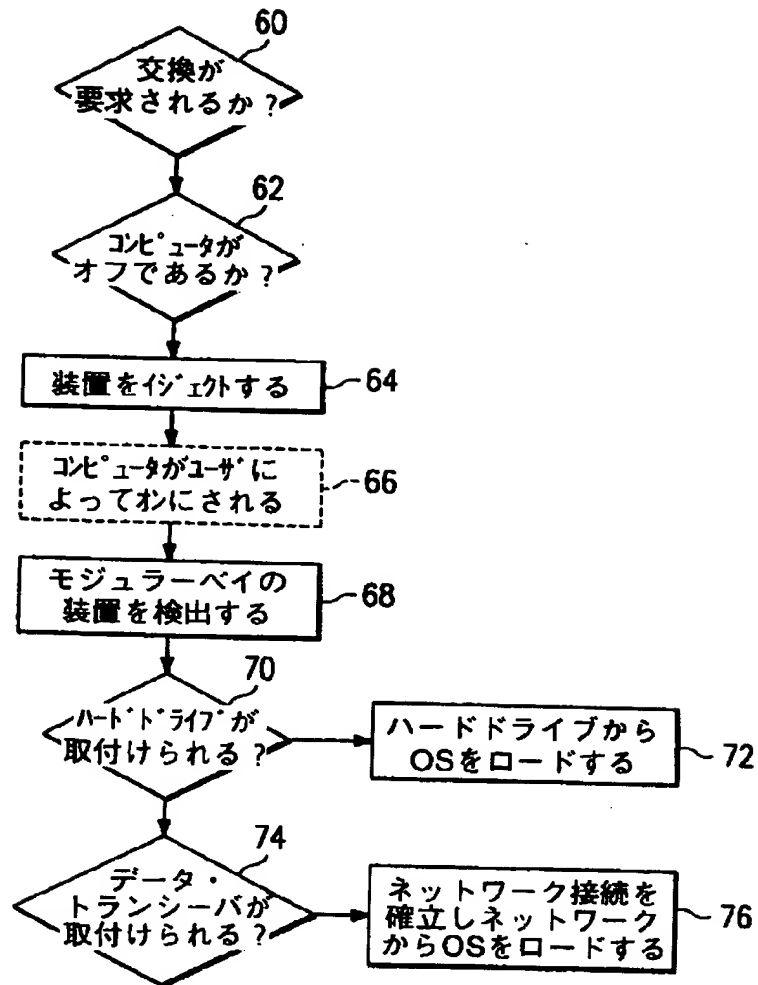 60
交換が
要求されるか?
62
コンピュータが
オフであるか?
装置をイジェクトする
64
コンピュータがユーザに
よってオンにされる
66
モジュラーベイの
装置を検出する
68
70
ハードドライブが
取付けられる?
ハードドライブから
OSをロードする
72
74
データ・
トランシーバが
取付けられる?
ネットワーク接続を
確立しネットワーク
からOSをロードする
76